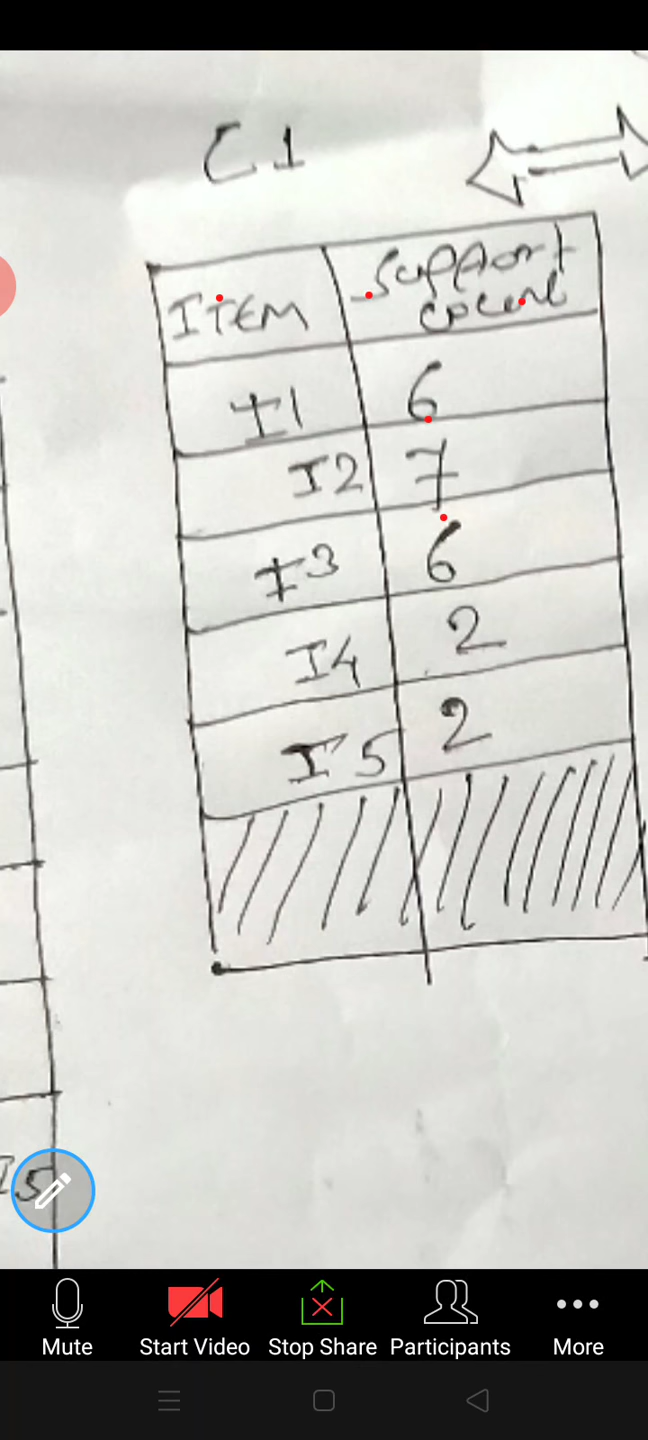 C1
ITEM Support count
I1 6
I2 7
I3 6
I4 2
I5 2
I5
Mute Start Video Stop Share Participants More